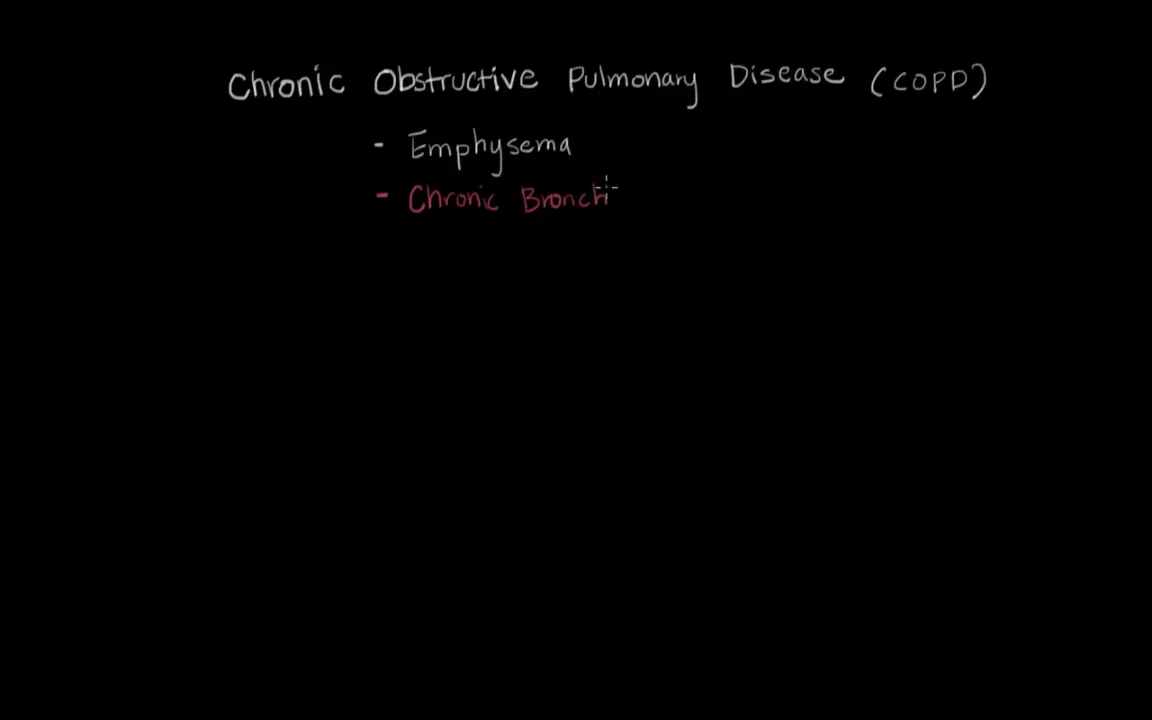 Chronic Obstructive Pulmonary Disease (COPD)
- Emphysema
- Chronic Bronchi